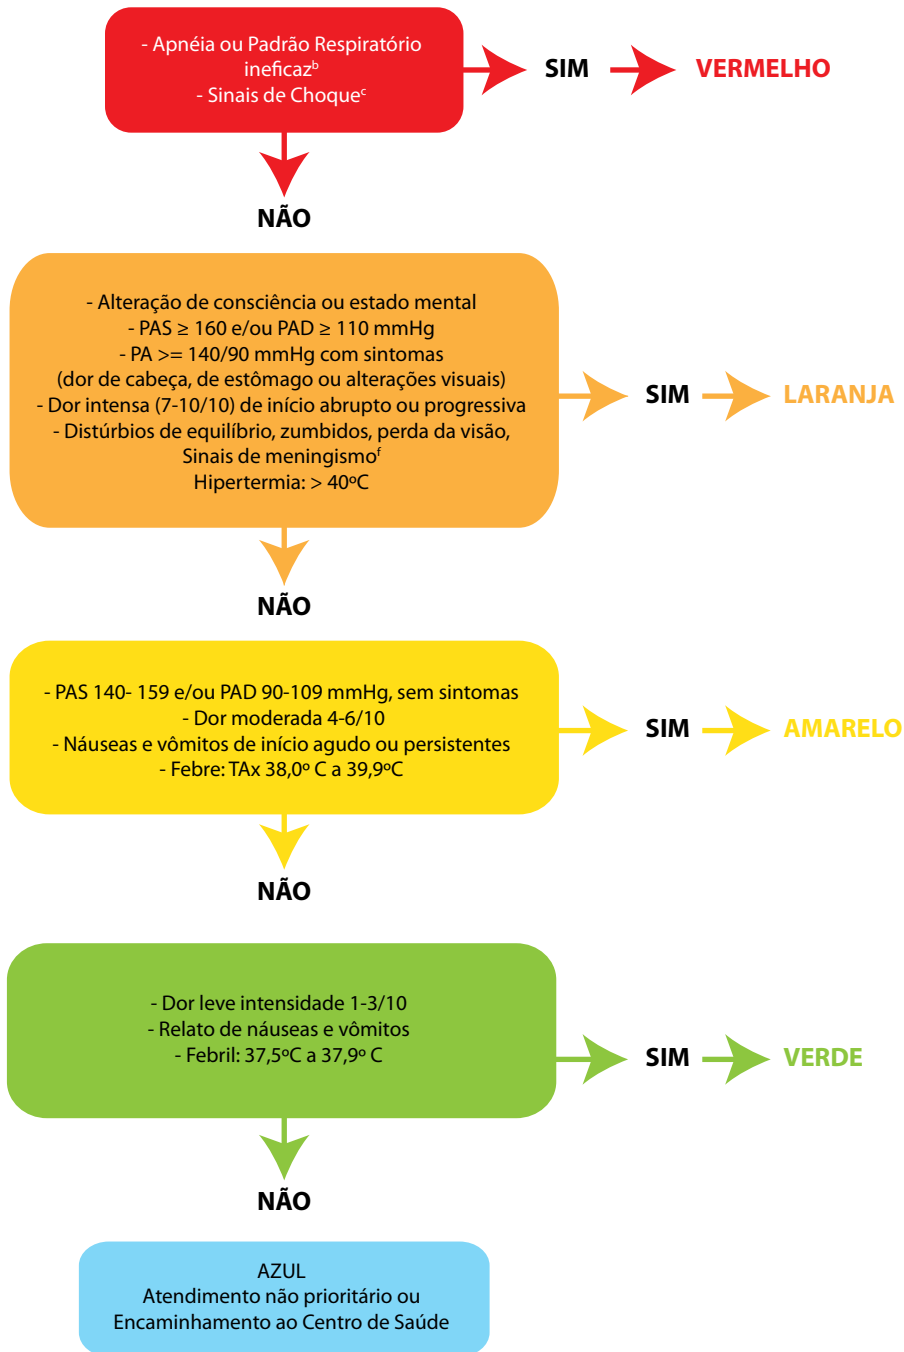 - Apnéia ou Padrão Respiratório
ineficazᵇ
- Sinais de Choqueᶜ
SIM
VERMELHO
NÃO
- Alteração de consciência ou estado mental
- PAS ≥ 160 e/ou PAD ≥ 110 mmHg
- PA >= 140/90 mmHg com sintomas
(dor de cabeça, de estômago ou alterações visuais)
- Dor intensa (7-10/10) de início abrupto ou progressiva
- Distúrbios de equilíbrio, zumbidos, perda da visão,
Sinais de meningismoᶠ
Hipertermia: > 40ºC
SIM
LARANJA
NÃO
- PAS 140- 159 e/ou PAD 90-109 mmHg, sem sintomas
- Dor moderada 4-6/10
- Náuseas e vômitos de início agudo ou persistentes
- Febre: TAx 38,0º C a 39,9ºC
SIM
AMARELO
NÃO
- Dor leve intensidade 1-3/10
- Relato de náuseas e vômitos
- Febril: 37,5ºC a 37,9º C
SIM
VERDE
NÃO
AZUL
Atendimento não prioritário ou
Encaminhamento ao Centro de Saúde